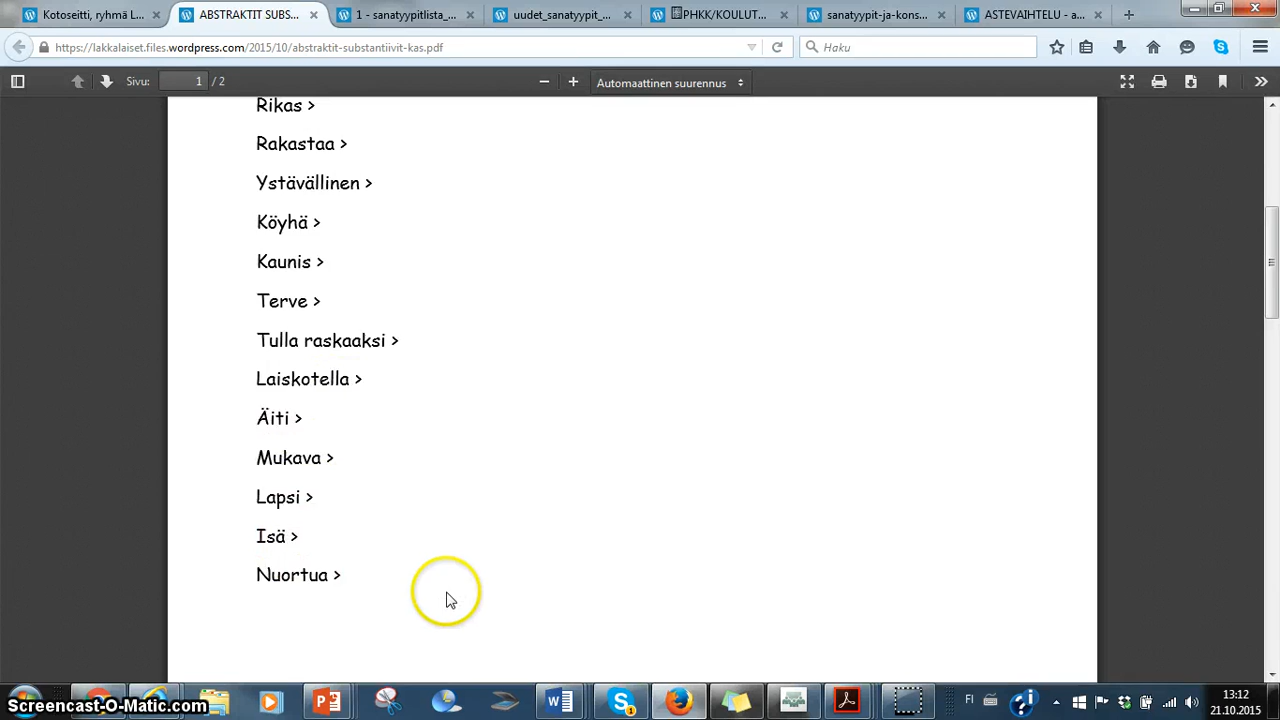 Kotoseitti, ryhmä L...
ABSTRAKTIT SUBS...
1 - sanatyypitlista_...
uudet_sanatyypit_...
PHKK/KOULUT...
sanatyypit-ja-kons...
ASTEVAIHTELU - a...
https://lakkalaiset.files.wordpress.com/2015/10/abstraktit-substantiivit-kas.pdf
Haku
Sivu: 1 / 2
Automaattinen suurennus
Rikas >
Rakastaa >
Ystävällinen >
Köyhä >
Kaunis >
Terve >
Tulla raskaaksi >
Laiskotella >
Äiti >
Mukava >
Lapsi >
Isä >
Nuortua >
Screencast-O-Matic.com
FI
13:12
21.10.2015